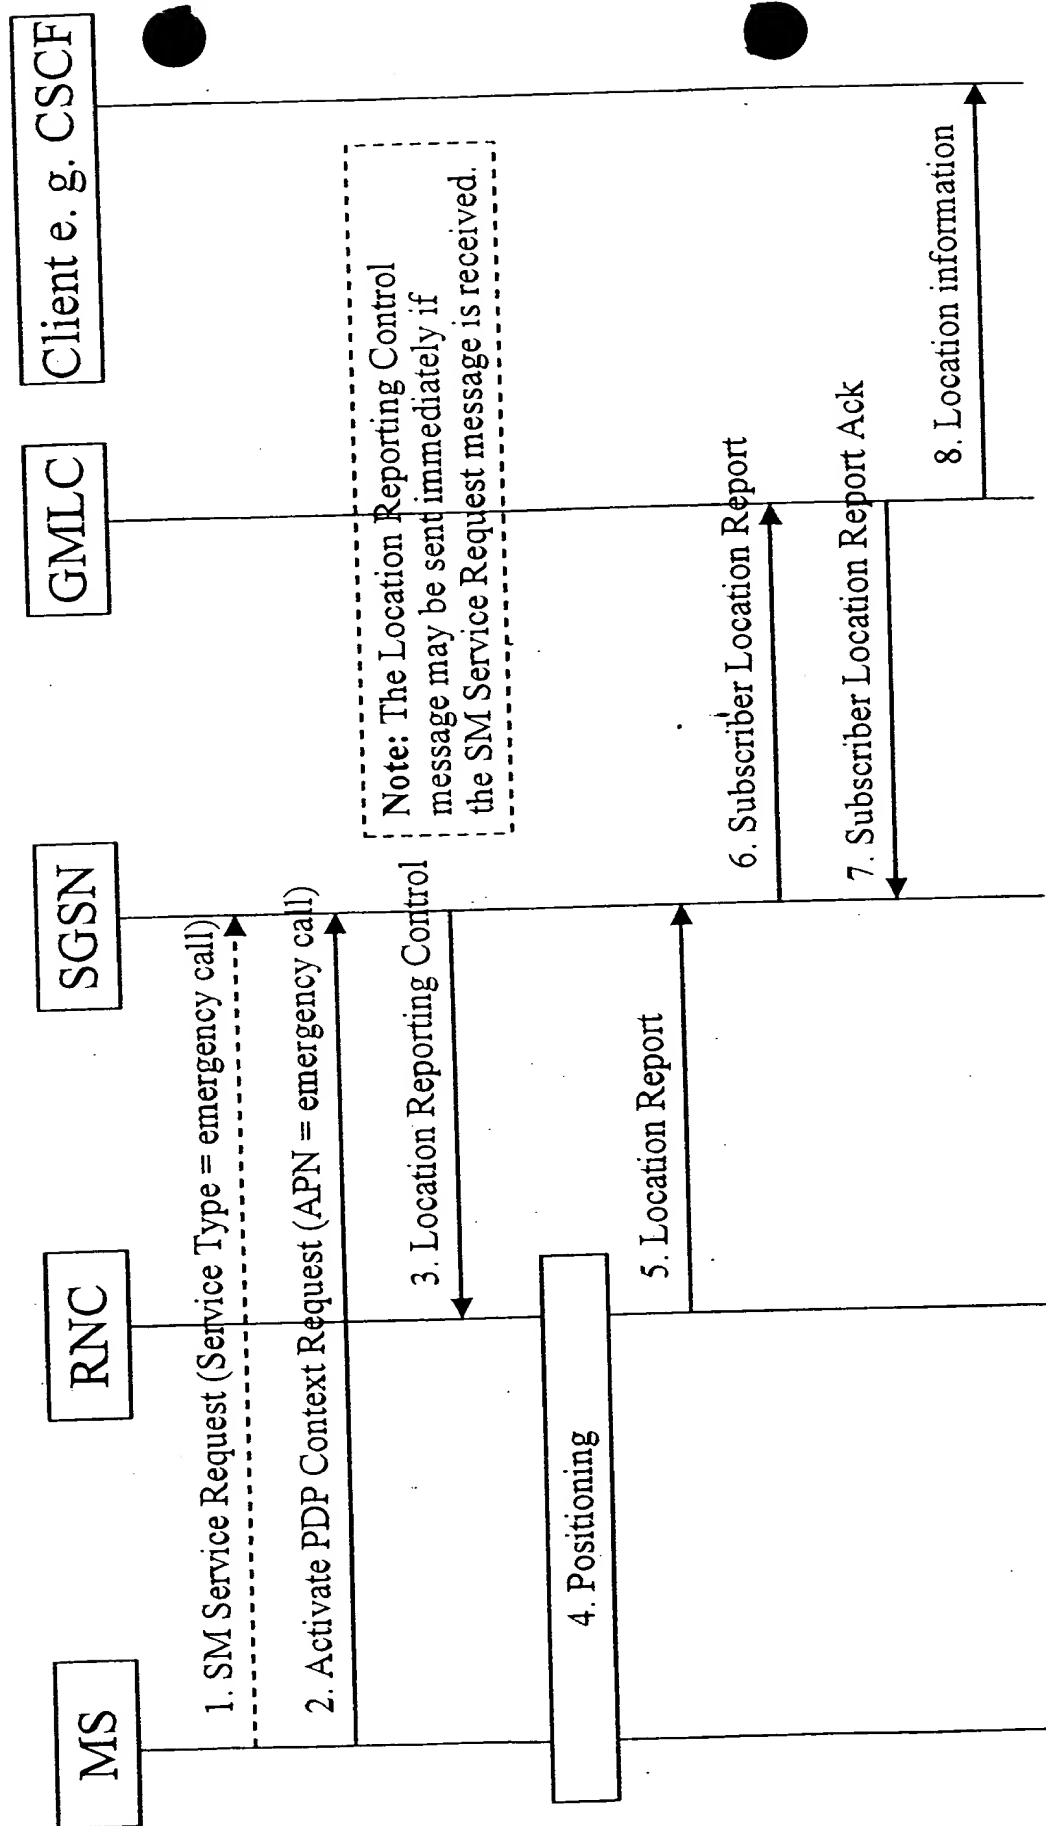 MS
RNC
SGSN
GMLC
Client e. g. CSCF
1. SM Service Request (Service Type = emergency call)
2. Activate PDP Context Request (APN = emergency call)
3. Location Reporting Control
Note: The Location Reporting Control
message may be sent immediately if
the SM Service Request message is received.
4. Positioning
5. Location Report
6. Subscriber Location Report
7. Subscriber Location Report Ack
8. Location information